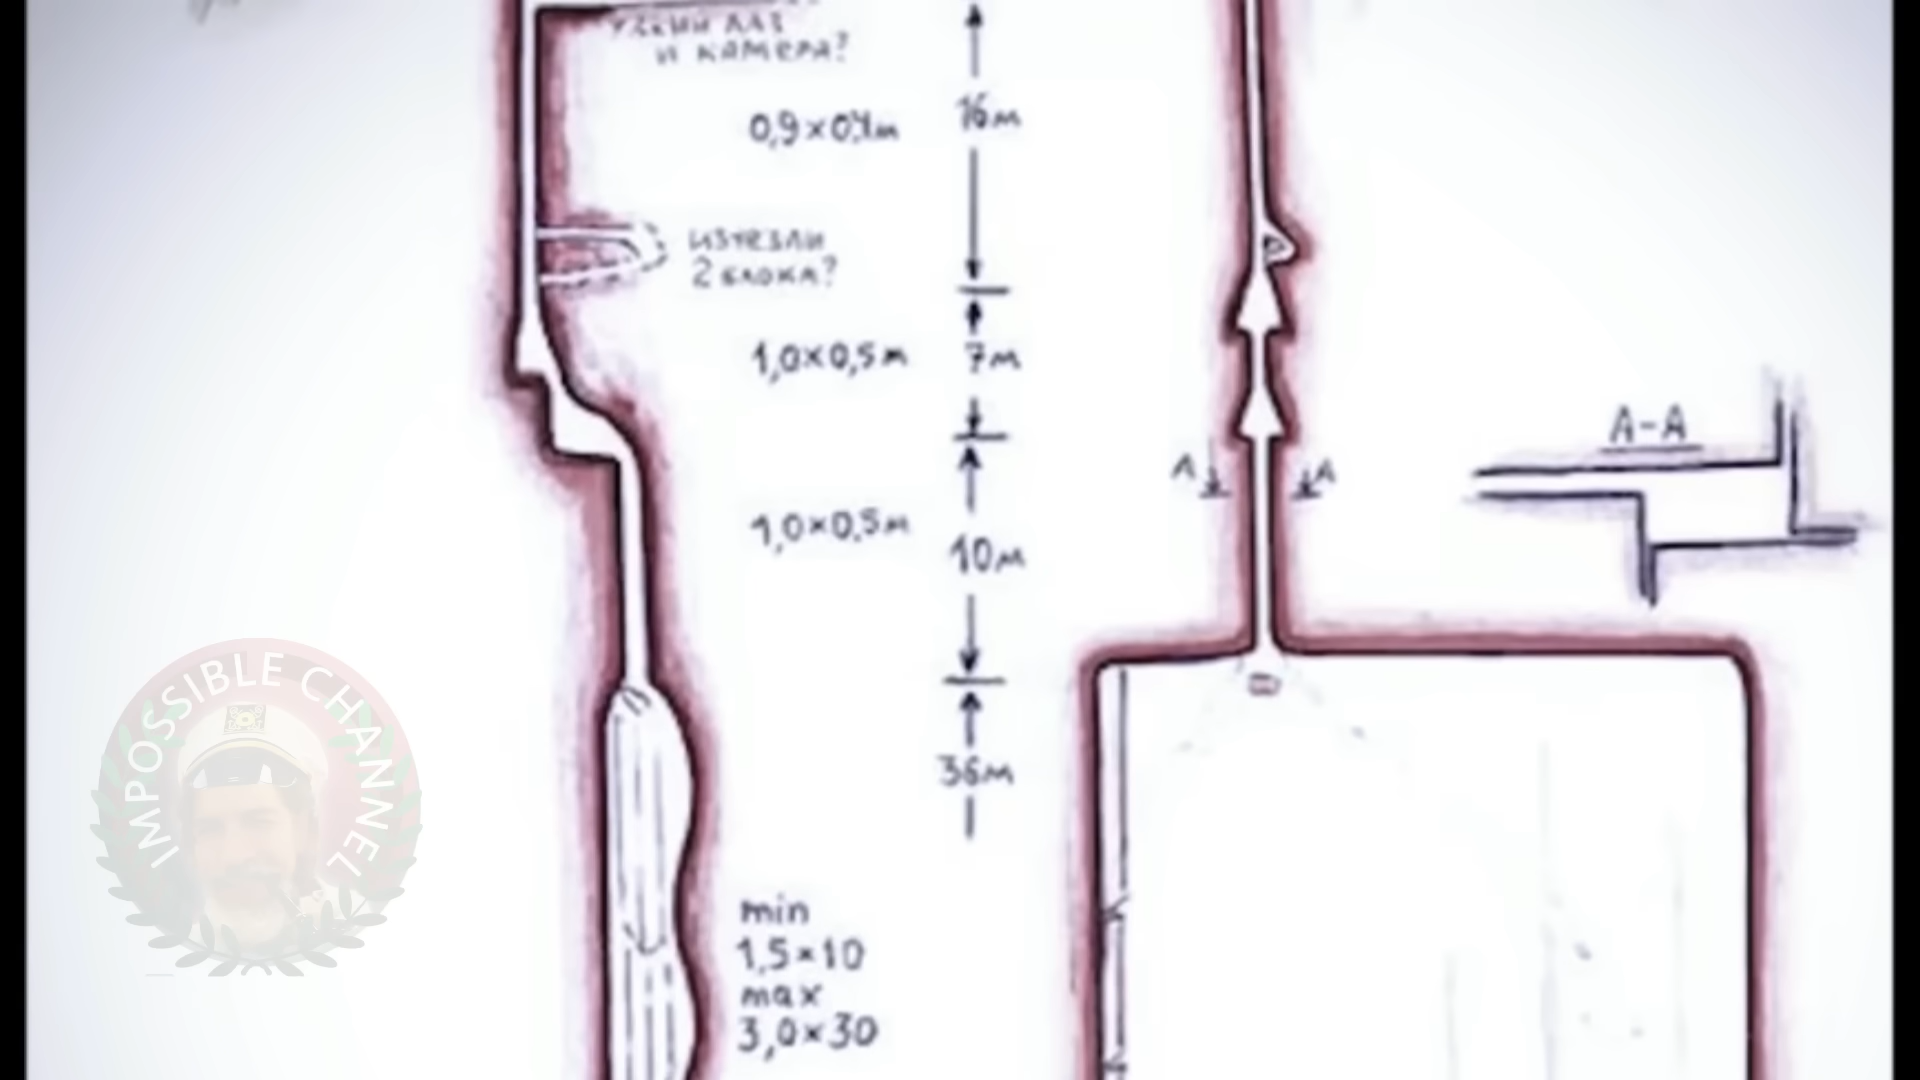 и камера?
0,9×0,4м
16м
изтезли
2 блока?
1,0×0,5м
7м
A-A
A
A
1,0×0,5м
10м
36м
min
1,5×10
max
3,0×30
IMPOSSIBLE CHANNEL